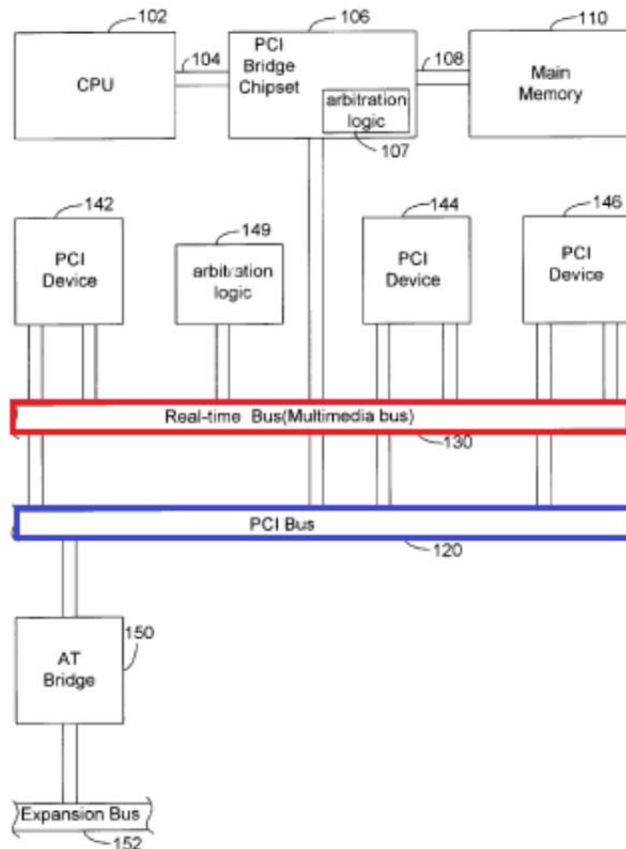 102
106
110
CPU
104
PCI
Bridge
Chipset
108
Main
Memory
arbitration
logic
107
142
149
144
146
PCI
Device
arbitration
logic
PCI
Device
PCI
Device
Real-time Bus(Multimedia bus)
130
PCI Bus
120
150
AT
Bridge
Expansion Bus
152